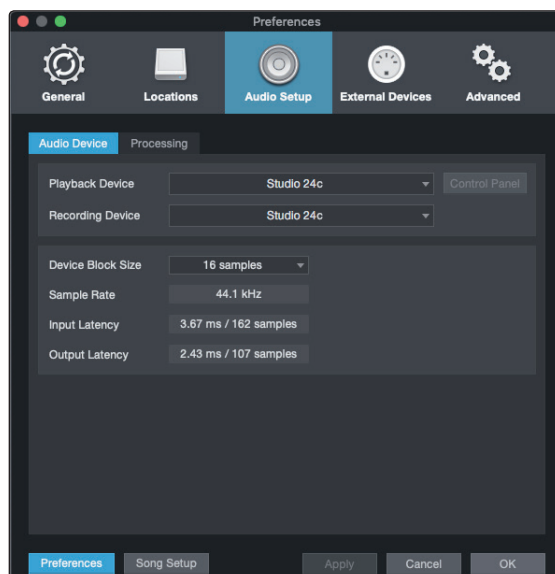 Preferences
General Locations Audio Setup External Devices Advanced
Audio Device Processing
Playback Device Studio 24c Control Panel
Recording Device Studio 24c
Device Block Size 16 samples
Sample Rate 44.1 kHz
Input Latency 3.67 ms / 162 samples
Output Latency 2.43 ms / 107 samples
Preferences Song Setup Apply Cancel OK